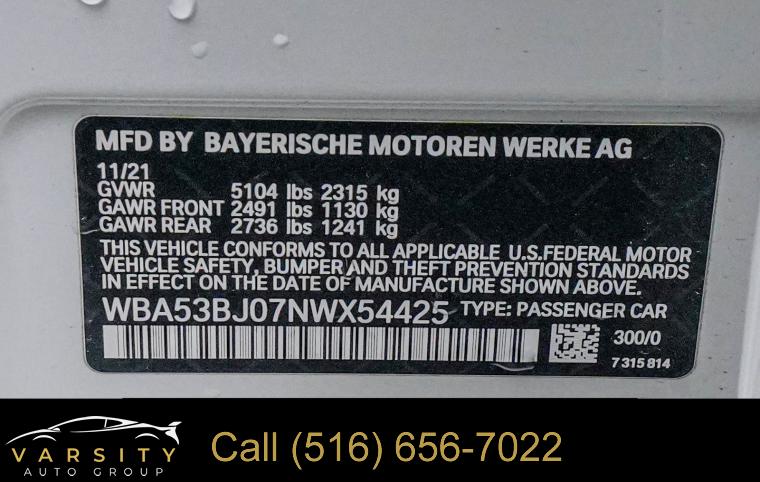 MFD BY BAYERISCHE MOTOREN WERKE AG
11/21
GVWR 5104 lbs 2315 kg
GAWR FRONT 2491 lbs 1130 kg
GAWR REAR 2736 lbs 1241 kg
THIS VEHICLE CONFORMS TO ALL APPLICABLE U.S.FEDERAL MOTOR
VEHICLE SAFETY, BUMPER AND THEFT PREVENTION STANDARDS
IN EFFECT ON THE DATE OF MANUFACTURE SHOWN ABOVE.
WBA53BJ07NWX54425 TYPE: PASSENGER CAR
300/0
7 315 814
VARSITY
AUTO GROUP
Call (516) 656-7022